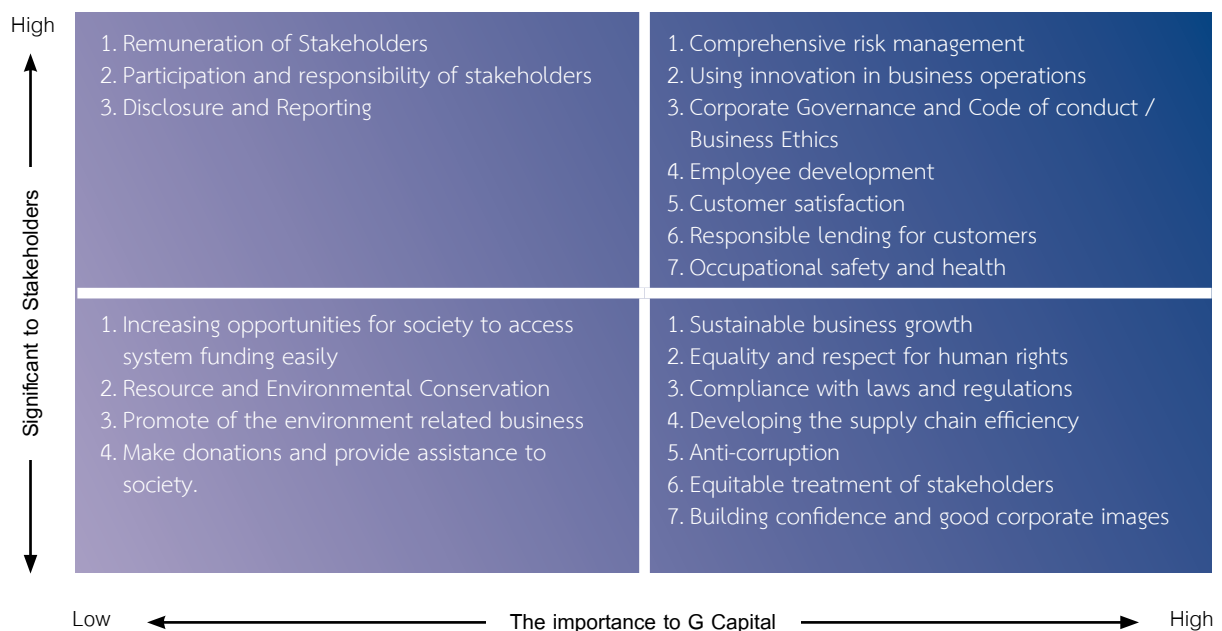 High
1. Remuneration of Stakeholders
2. Participation and responsibility of stakeholders
3. Disclosure and Reporting
1. Comprehensive risk management
2. Using innovation in business operations
3. Corporate Governance and Code of conduct /
Business Ethics
4. Employee development
5. Customer satisfaction
6. Responsible lending for customers
7. Occupational safety and health
Significant to Stakeholders
1. Increasing opportunities for society to access
system funding easily
2. Resource and Environmental Conservation
3. Promote of the environment related business
4. Make donations and provide assistance to
society.
1. Sustainable business growth
2. Equality and respect for human rights
3. Compliance with laws and regulations
4. Developing the supply chain efficiency
5. Anti-corruption
6. Equitable treatment of stakeholders
7. Building confidence and good corporate images
Low
The importance to G Capital
High